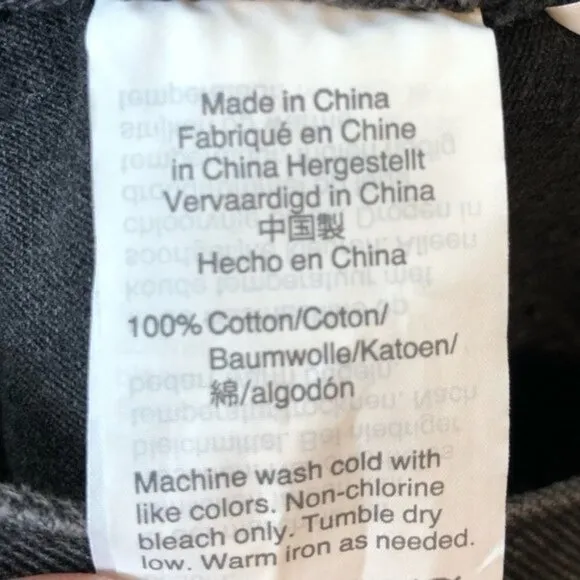 Made in China
Fabriqué en Chine
in China Hergestellt
Vervaardigd in China
中国製
Hecho en China
100% Cotton/Coton/
Baumwolle/Katoen/
綿/algodón
Machine wash cold with
like colors. Non-chlorine
bleach only. Tumble dry
low. Warm iron as needed.